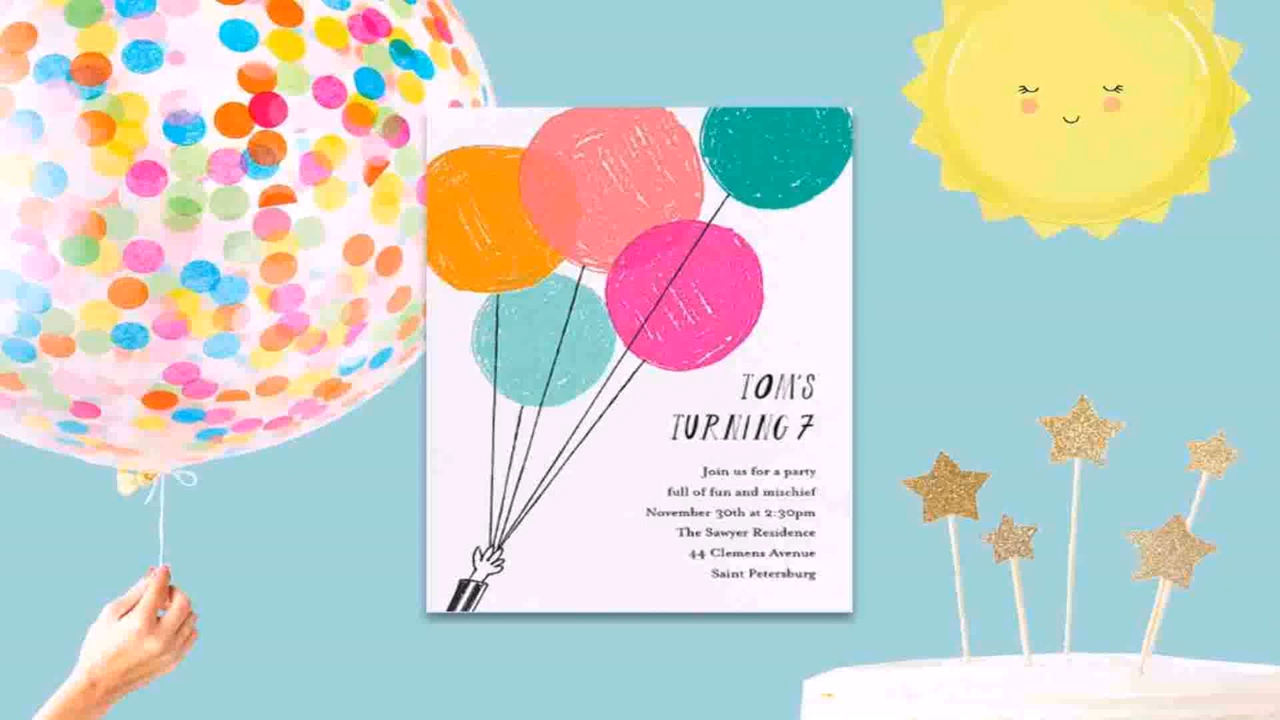 TOM'S
TURNING 7
Join us for a party
full of fun and mischief
November 30th at 2:30pm
The Sawyer Residence
44 Clemens Avenue
Saint Petersburg